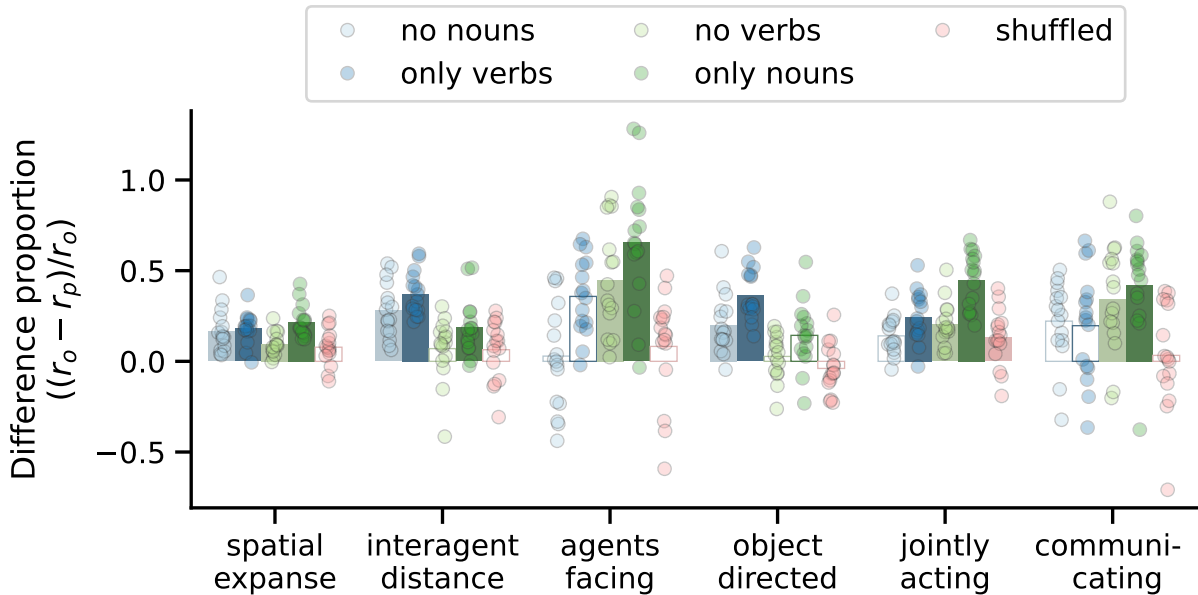 no nouns
only verbs
no verbs
only nouns
shuffled
Difference proportion
((r_o − r_p)/r_o)
1.0
0.5
0.0
−0.5
spatial
expanse
interagent
distance
agents
facing
object
directed
jointly
acting
communi-
cating